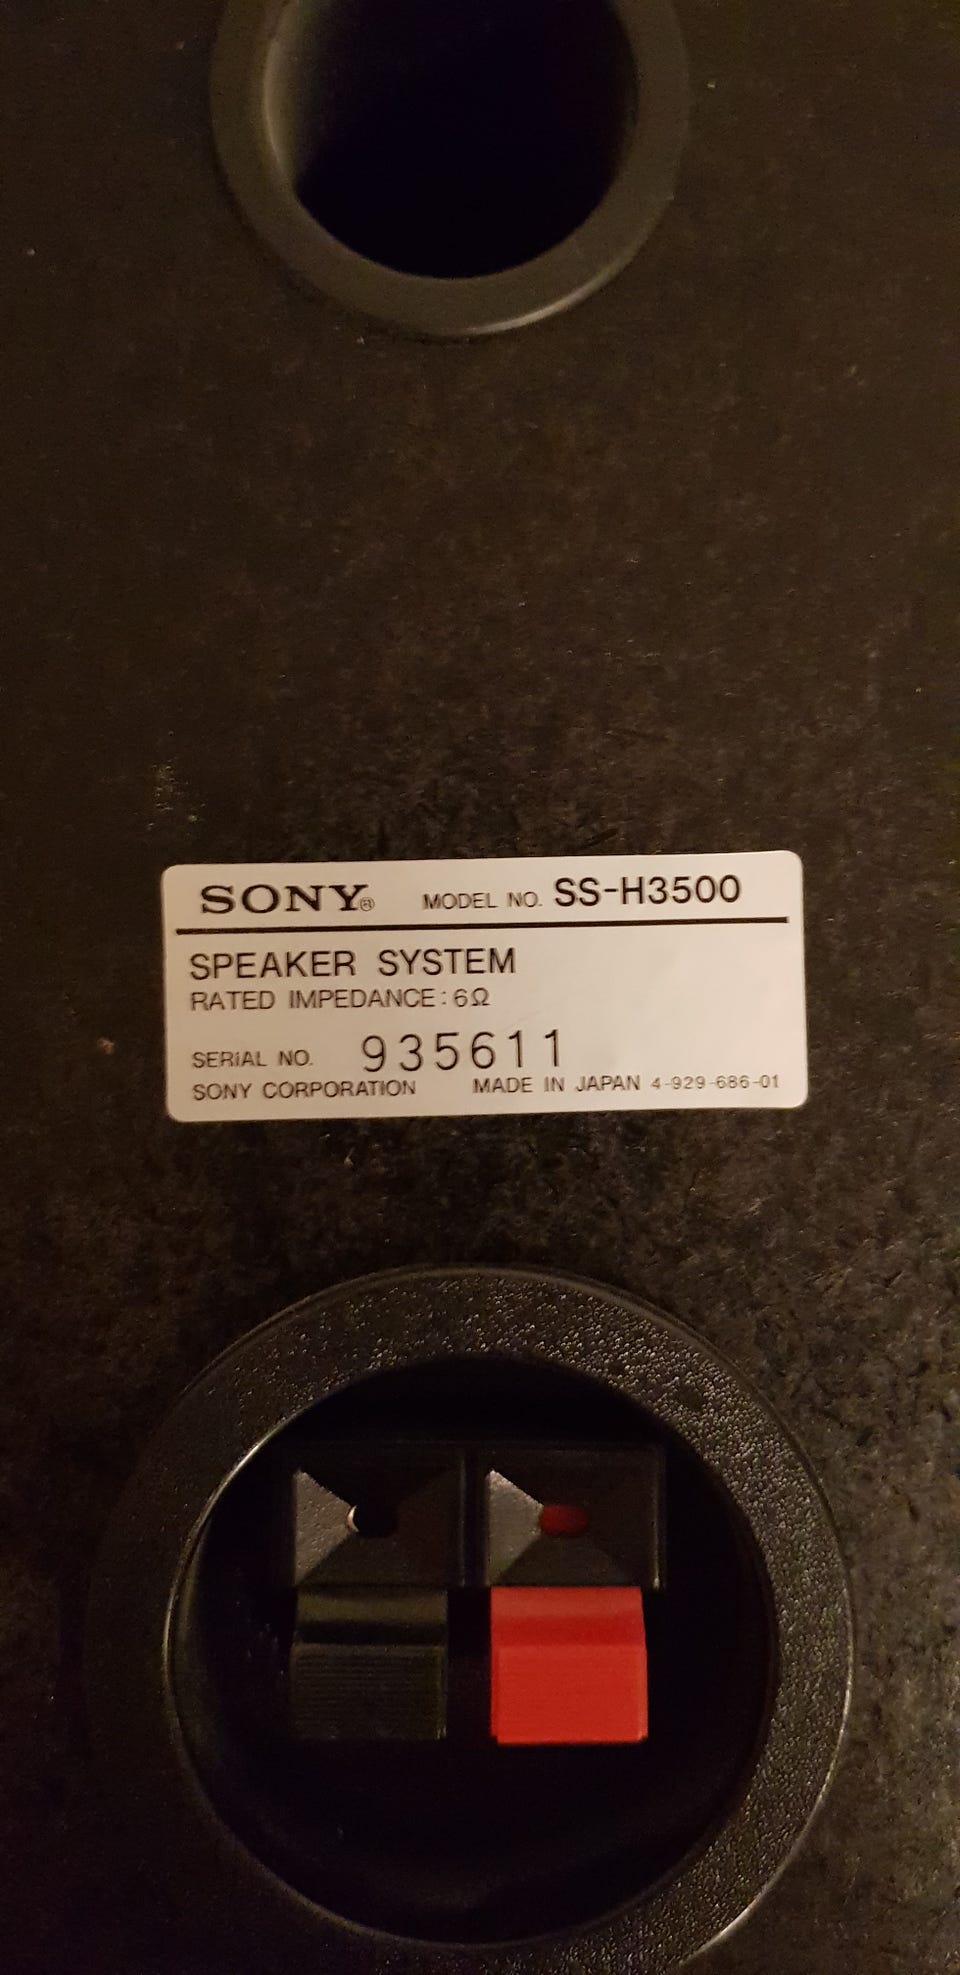 SONY® MODEL NO. SS-H3500
SPEAKER SYSTEM
RATED IMPEDANCE: 6Ω
SERIAL NO. 935611
SONY CORPORATION MADE IN JAPAN 4-929-686-01